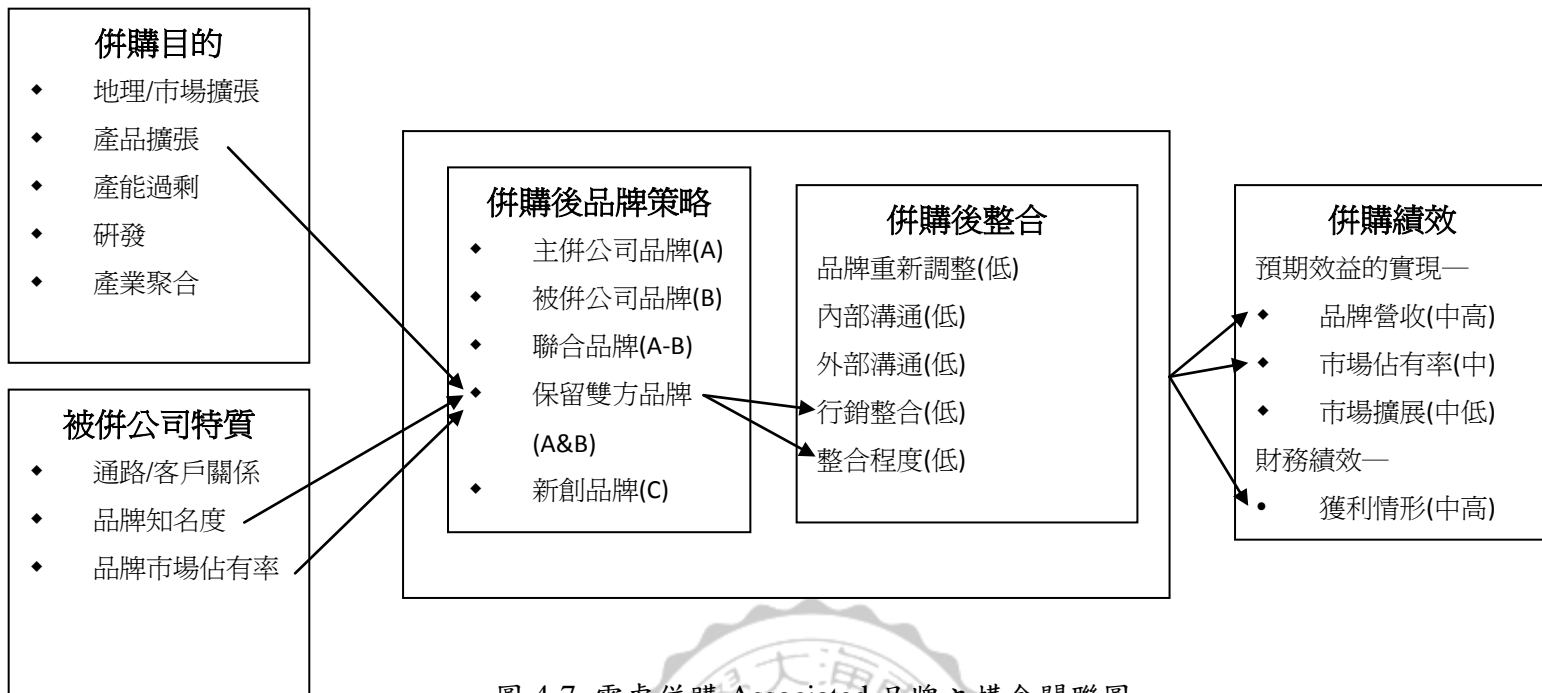 併購目的
◆ 地理/市場擴張
◆ 產品擴張
◆ 產能過剩
◆ 研發
◆ 產業聚合
被併公司特質
◆ 通路/客戶關係
◆ 品牌知名度
◆ 品牌市場佔有率
併購後品牌策略
◆ 主併公司品牌(A)
◆ 被併公司品牌(B)
◆ 聯合品牌(A-B)
◆ 保留雙方品牌
(A&B)
◆ 新創品牌(C)
併購後整合
品牌重新調整(低)
內部溝通(低)
外部溝通(低)
行銷整合(低)
整合程度(低)
併購績效
預期效益的實現—
◆ 品牌營收(中高)
◆ 市場佔有率(中)
◆ 市場擴展(中低)
財務績效—
• 獲利情形(中高)